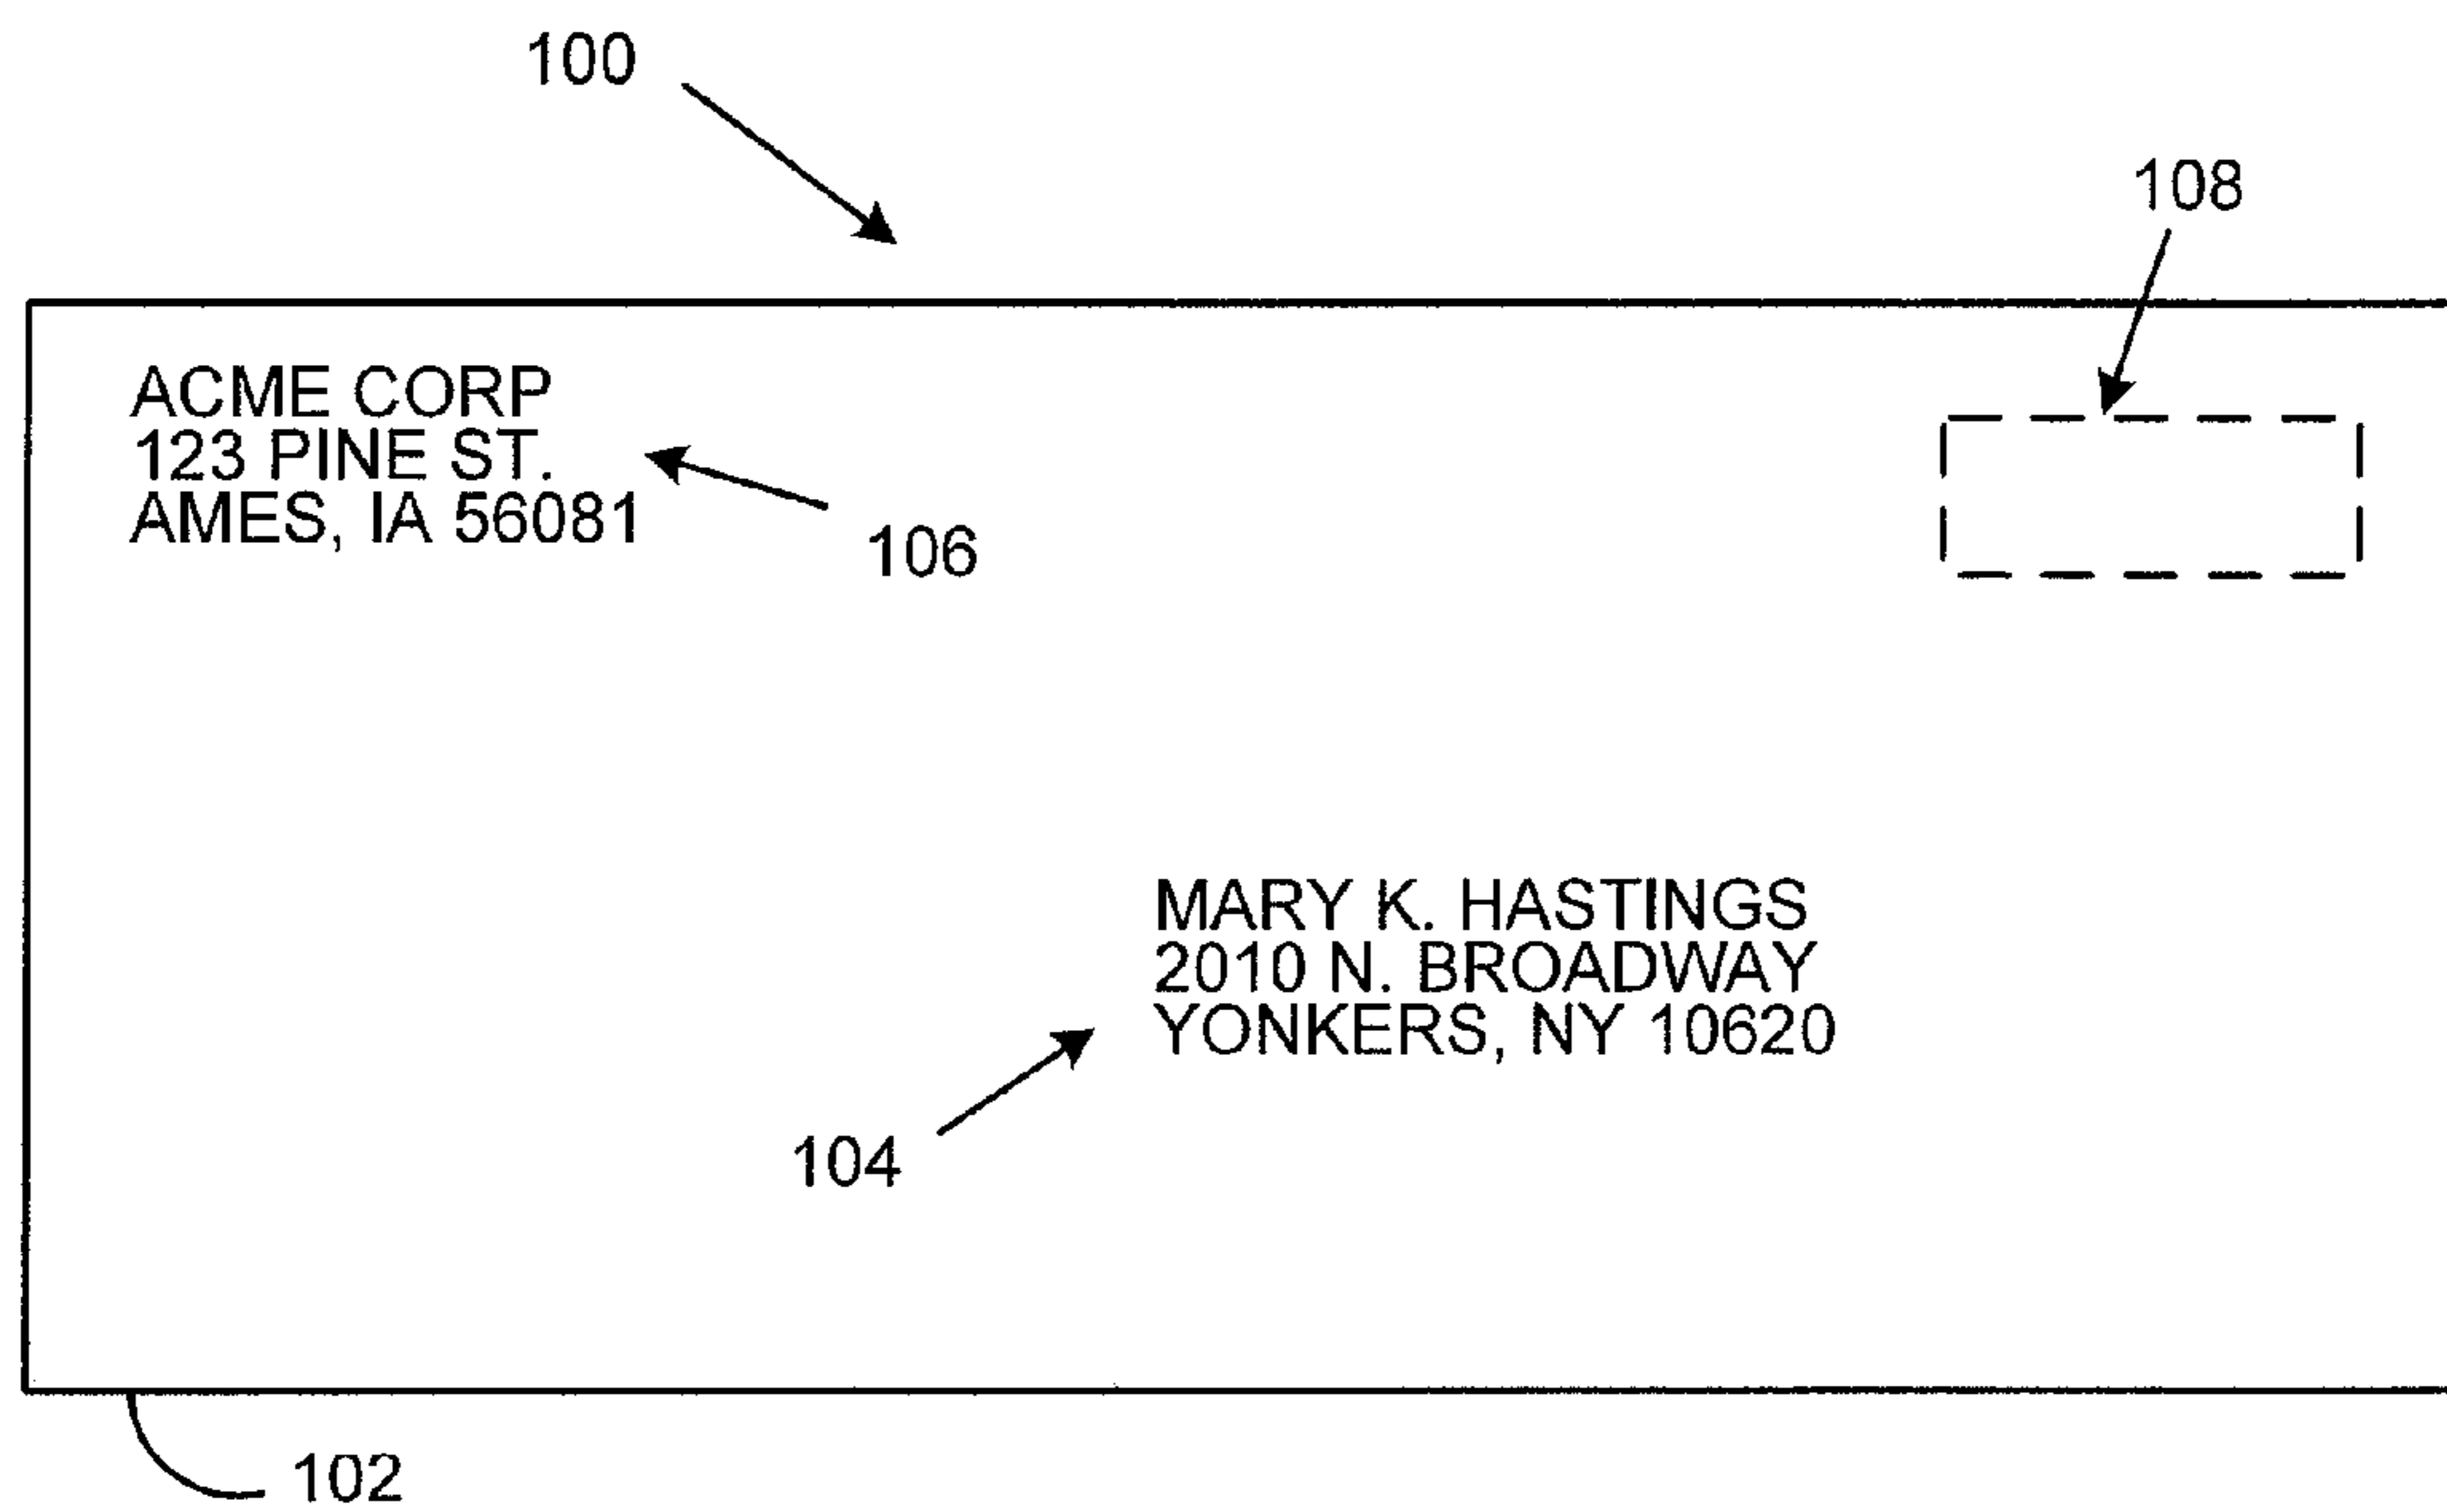 100
108
ACME CORP
123 PINE ST.
AMES, IA 56081
106
MARY K. HASTINGS
2010 N. BROADWAY
YONKERS, NY 10620
104
102